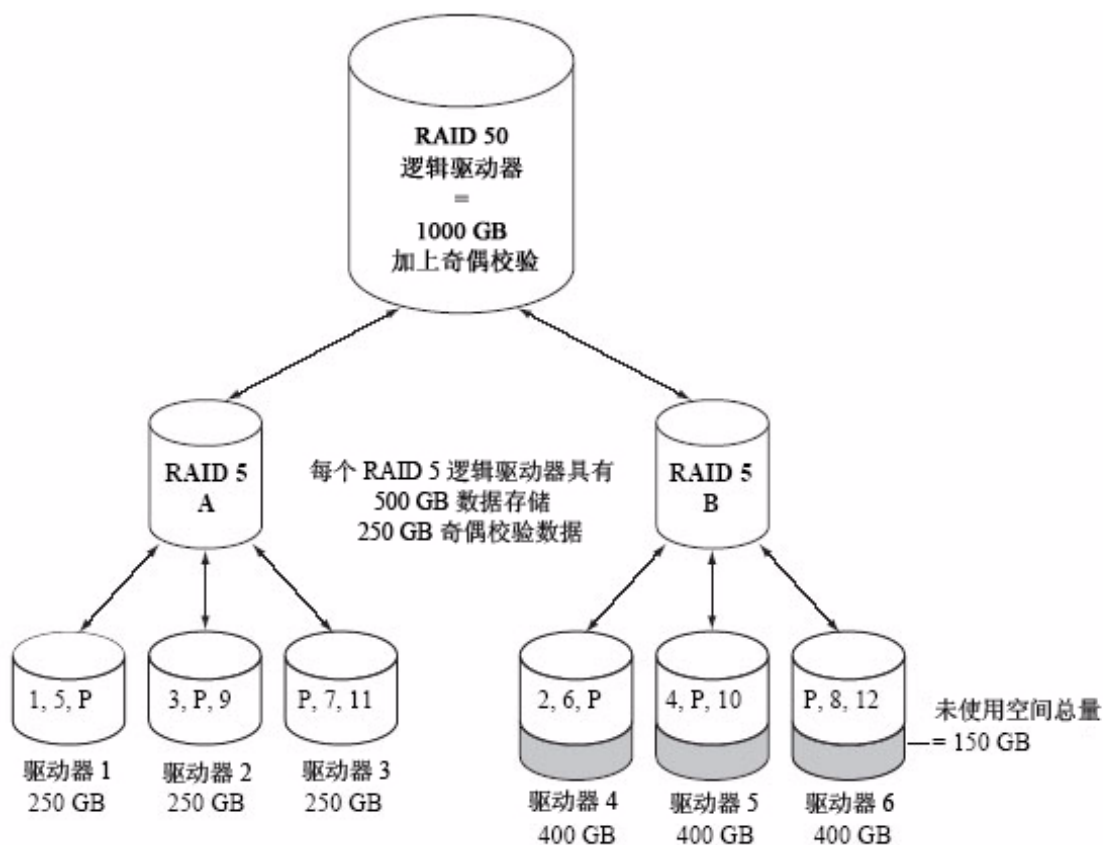 RAID 50
逻辑驱动器
=
1000 GB
加上奇偶校验
RAID 5
A
每个 RAID 5 逻辑驱动器具有
500 GB 数据存储
250 GB 奇偶校验数据
RAID 5
B
1, 5, P
3, P, 9
P, 7, 11
2, 6, P
4, P, 10
P, 8, 12
未使用空间总量
= 150 GB
驱动器 1
250 GB
驱动器 2
250 GB
驱动器 3
250 GB
驱动器 4
400 GB
驱动器 5
400 GB
驱动器 6
400 GB